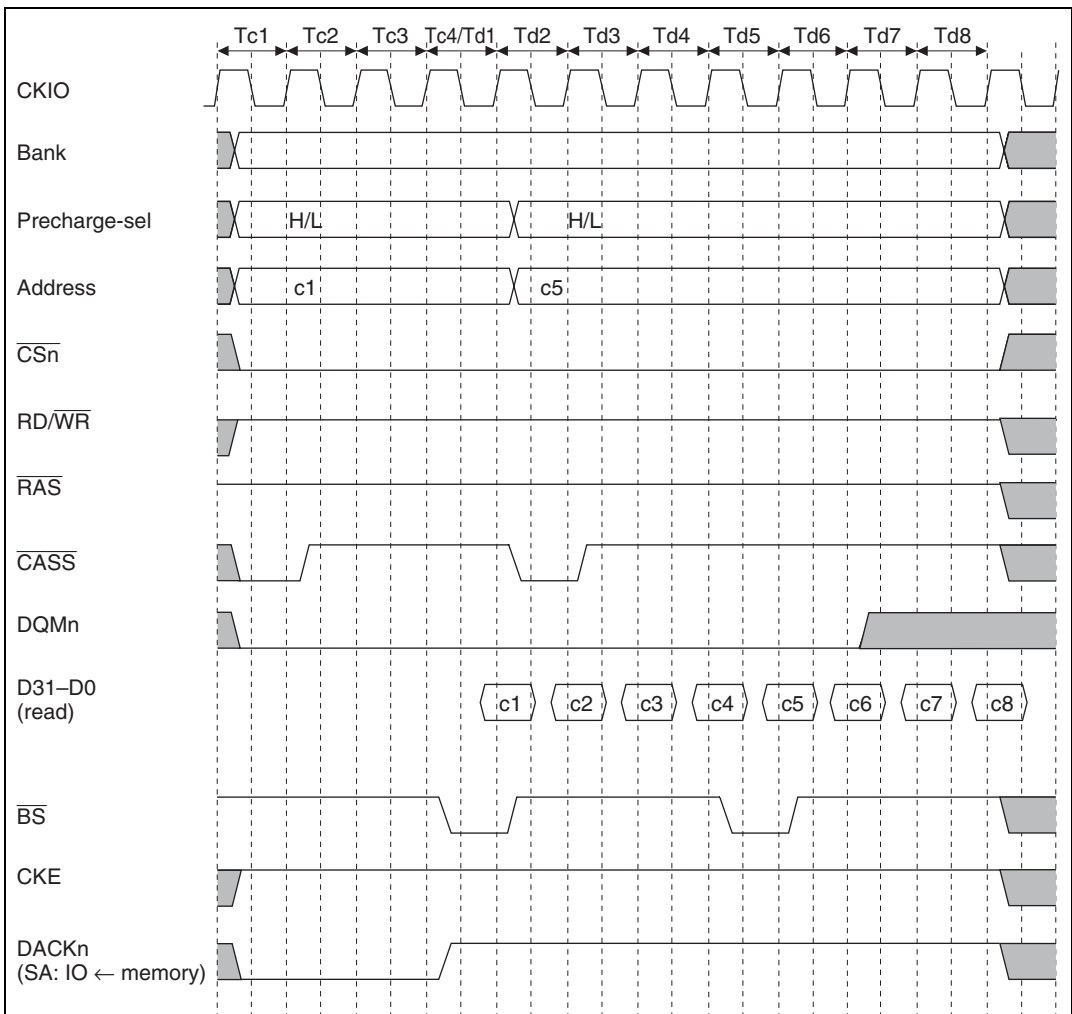 Tc1 Tc2 Tc3 Tc4/Td1 Td2 Td3 Td4 Td5 Td6 Td7 Td8
CKIO
Bank
Precharge-sel H/L H/L
Address c1 c5
CSn
RD/WR
RAS
CASS
DQMn
D31–D0
(read) c1 c2 c3 c4 c5 c6 c7 c8
BS
CKE
DACKn
(SA: IO ← memory)